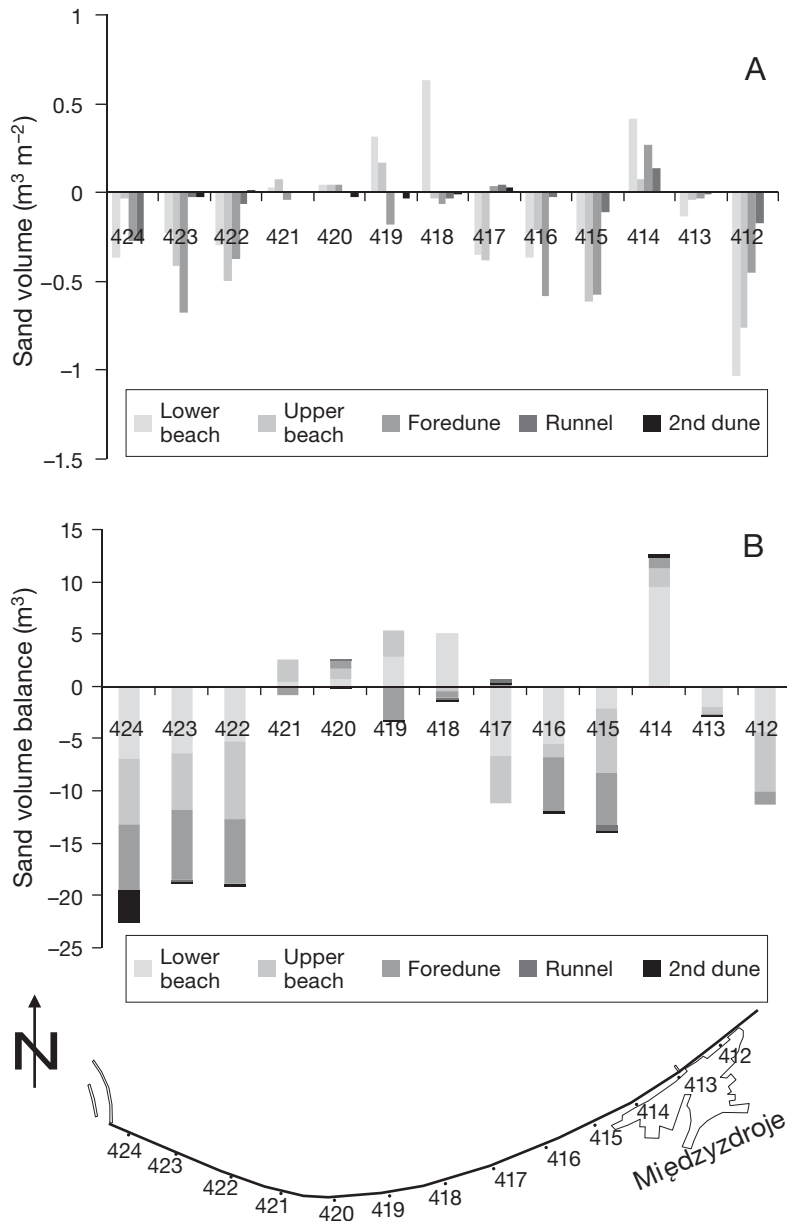 A
Sand volume (m³ m⁻²)
1
0.5
0
−0.5
−1
−1.5
424 423 422 421 420 419 418 417 416 415 414 413 412
Lower beach
Upper beach
Foredune
Runnel
2nd dune
B
Sand volume balance (m³)
15
10
5
0
−5
−10
−15
−20
−25
424 423 422 421 420 419 418 417 416 415 414 413 412
Lower beach
Upper beach
Foredune
Runnel
2nd dune
N
424
423
422
421
420
419
418
417
416
415
414
413
412
Międzyzdroje